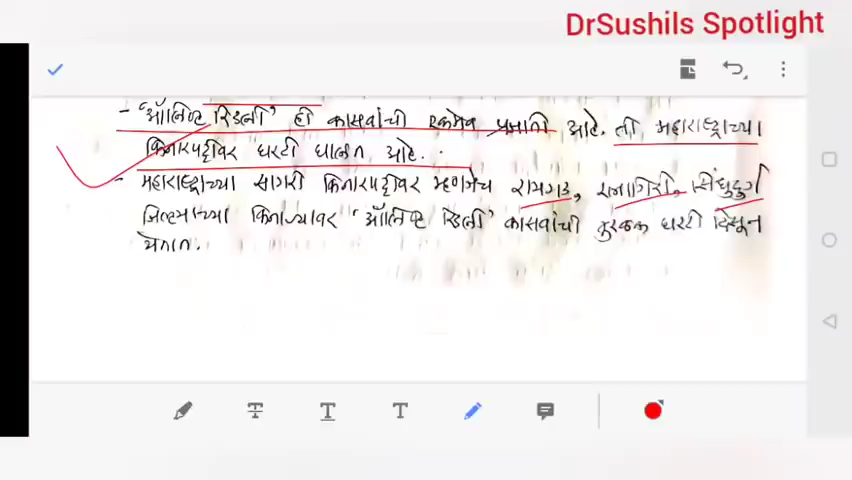 DrSushils Spotlight
- 'ऑलिव्ह रिडली' ही कासवांची एकमेव प्रजाती आहे. ती महाराष्ट्राच्या
किनारपट्टीवर घरटी घालत आहे.
- महाराष्ट्राच्या सागरी किनारपट्टीवर म्हणजेच रायगड, रत्नागिरी, सिंधुदुर्ग
जिल्ह्याच्या किनाऱ्यावर 'ऑलिव्ह रिडली' कासवांची तुरळक घरटी दिसून
येतात.